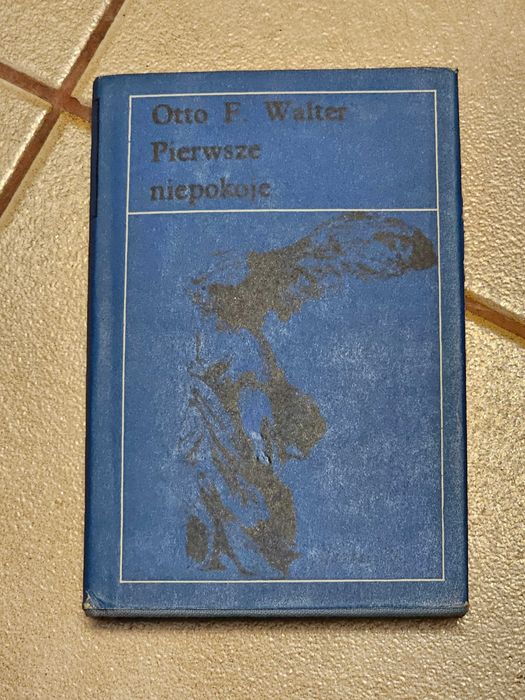 Otto F. Walter
Pierwsze
niepokoje